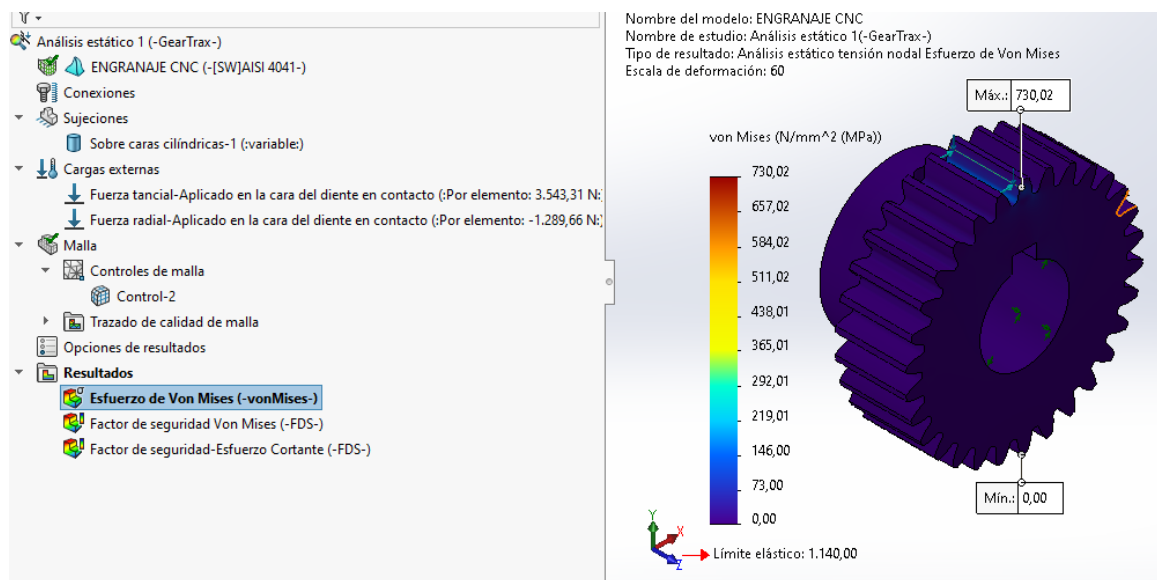 Análisis estático 1 (-GearTrax-)
ENGRANAJE CNC (-[SW]AISI 4041-)
Conexiones
Sujeciones
Sobre caras cilíndricas-1 (:variable:)
Cargas externas
Fuerza tancial-Aplicado en la cara del diente en contacto (:Por elemento: 3.543,31 N:)
Fuerza radial-Aplicado en la cara del diente en contacto (:Por elemento: -1.289,66 N:)
Malla
Controles de malla
Control-2
Trazado de calidad de malla
Opciones de resultados
Resultados
Esfuerzo de Von Mises (-vonMises-)
Factor de seguridad Von Mises (-FDS-)
Factor de seguridad-Esfuerzo Cortante (-FDS-)
Nombre del modelo: ENGRANAJE CNC
Nombre de estudio: Análisis estático 1(-GearTrax-)
Tipo de resultado: Análisis estático tensión nodal Esfuerzo de Von Mises
Escala de deformación: 60
Máx.: 730,02
von Mises (N/mm^2 (MPa))
730,02
657,02
584,02
511,02
438,01
365,01
292,01
219,01
146,00
73,00
0,00
Mín.: 0,00
Límite elástico: 1.140,00
Y
X
Z